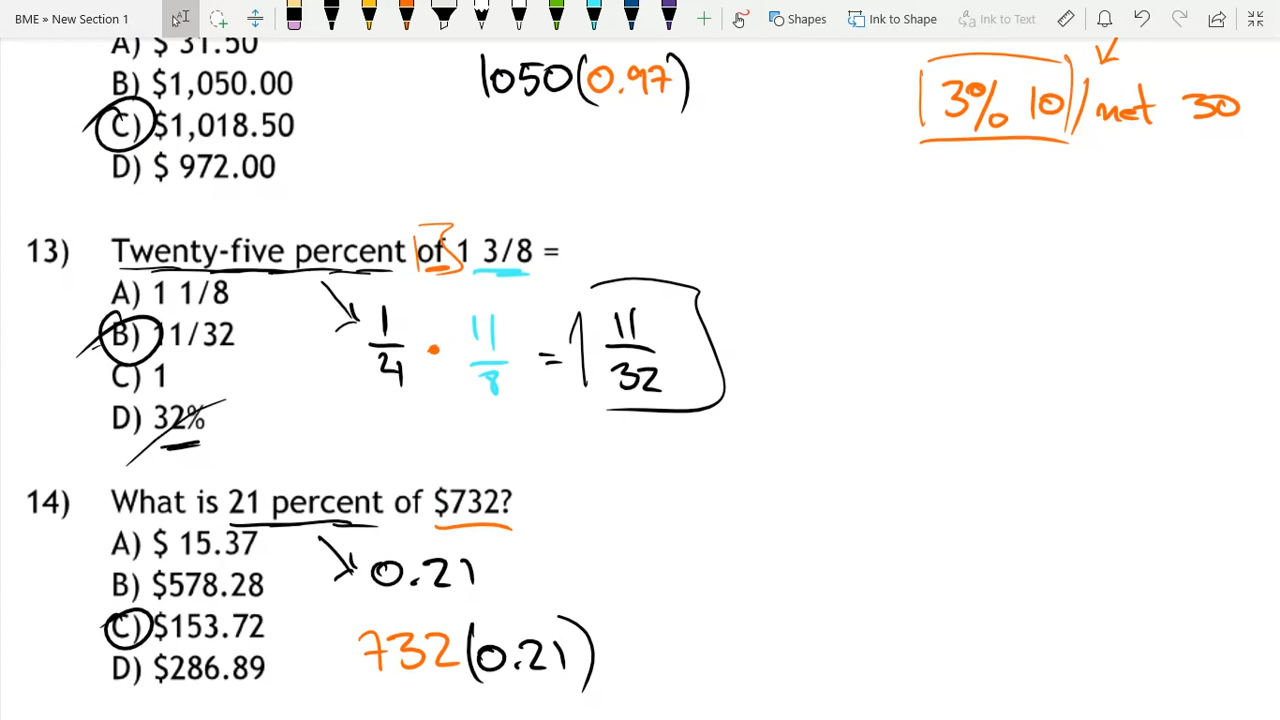 BME » New Section 1
Shapes
Ink to Shape
Ink to Text
A) $ 31.50
B) $1,050.00
C) $1,018.50
D) $ 972.00
1050(0.97)
3% 10 / net 30
13) Twenty-five percent of 1 3/8 =
A) 1 1/8
B) 11/32
C) 1
D) 32%
1/4 · 11/8 = 11/32
14) What is 21 percent of $732?
A) $ 15.37
B) $578.28
C) $153.72
D) $286.89
0.21
732(0.21)